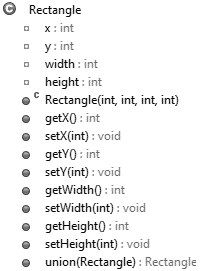 Rectangle
x : int
y : int
width : int
height : int
Rectangle(int, int, int, int)
getX() : int
setX(int) : void
getY() : int
setY(int) : void
getWidth() : int
setWidth(int) : void
getHeight() : int
setHeight(int) : void
union(Rectangle) : Rectangle